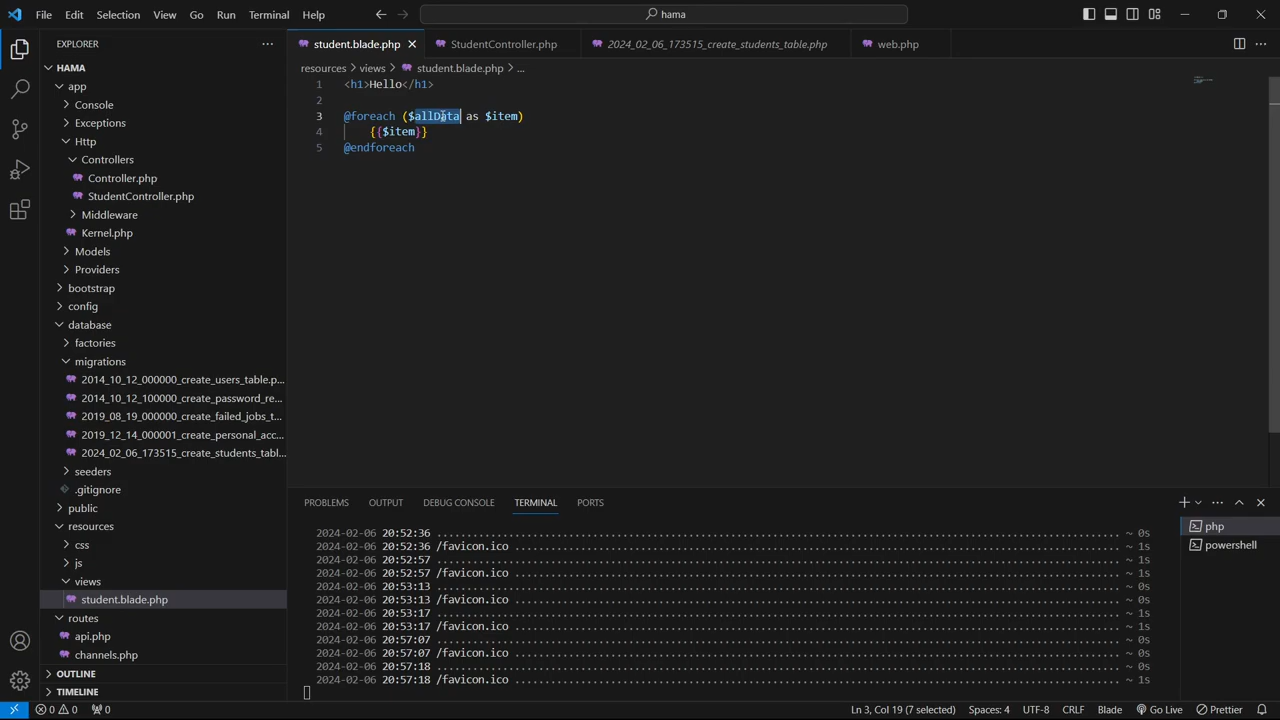 File Edit Selection View Go Run Terminal Help
hama
EXPLORER
HAMA
app
Console
Exceptions
Http
Controllers
Controller.php
StudentController.php
Middleware
Kernel.php
Models
Providers
bootstrap
config
database
factories
migrations
2014_10_12_000000_create_users_table.p...
2014_10_12_100000_create_password_re...
2019_08_19_000000_create_failed_jobs_t...
2019_12_14_000001_create_personal_acc...
2024_02_06_173515_create_students_tabl...
seeders
.gitignore
public
resources
css
js
views
student.blade.php
routes
api.php
channels.php
OUTLINE
TIMELINE
student.blade.php StudentController.php 2024_02_06_173515_create_students_table.php web.php
resources > views > student.blade.php > ...
1 <h1>Hello</h1>
2
3 @foreach ($allData as $item)
4 {{$item}}
5 @endforeach
PROBLEMS OUTPUT DEBUG CONSOLE TERMINAL PORTS
php
powershell
2024-02-06 20:52:36 ........ ~ 0s
2024-02-06 20:52:36 /favicon.ico ........ ~ 1s
2024-02-06 20:52:57 ........ ~ 1s
2024-02-06 20:52:57 /favicon.ico ........ ~ 1s
2024-02-06 20:53:13 ........ ~ 0s
2024-02-06 20:53:13 /favicon.ico ........ ~ 1s
2024-02-06 20:53:17 ........ ~ 0s
2024-02-06 20:53:17 /favicon.ico ........ ~ 1s
2024-02-06 20:57:07 ........ ~ 0s
2024-02-06 20:57:07 /favicon.ico ........ ~ 1s
2024-02-06 20:57:18 ........ ~ 0s
2024-02-06 20:57:18 /favicon.ico ........ ~ 1s
0 0 0 Ln 3, Col 19 (7 selected) Spaces: 4 UTF-8 CRLF Blade Go Live Prettier